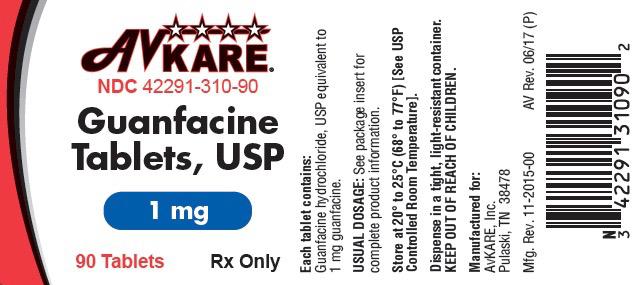 AVKARE®
NDC 42291-310-90
Guanfacine
Tablets, USP
1 mg
90 Tablets Rx Only
Each tablet contains:
Guanfacine hydrochloride, USP equivalent to
1 mg guanfacine.
USUAL DOSAGE: See package insert for
complete product information.
Store at 20° to 25°C (68° to 77°F) [See USP
Controlled Room Temperature].
Dispense in a tight, light-resistant container.
KEEP OUT OF REACH OF CHILDREN.
Manufactured for:
AvKARE, Inc.
Pulaski, TN 38478
Mfg. Rev. 11-2015-00 AV Rev. 06/17 (P)
N
3 42291 31090 2